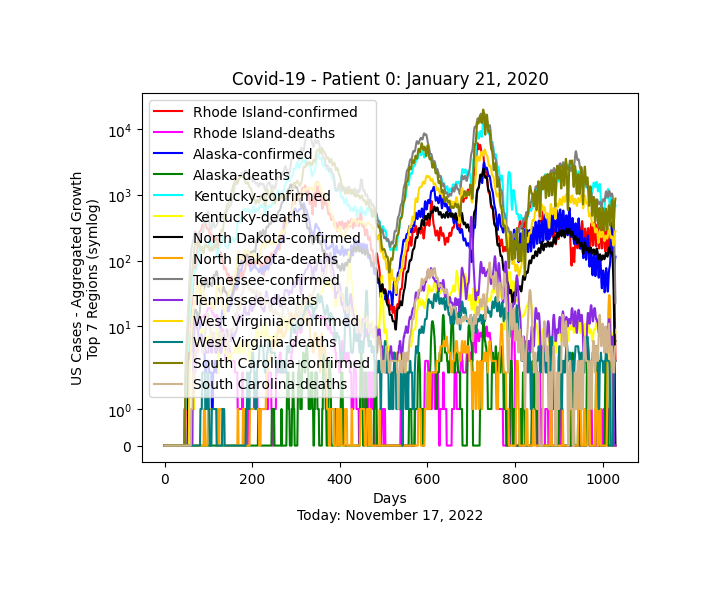 Covid-19 - Patient 0: January 21, 2020
US Cases - Aggregated Growth
Top 7 Regions (symlog)
10^4
10^3
10^2
10^1
10^0
0
Rhode Island-confirmed
Rhode Island-deaths
Alaska-confirmed
Alaska-deaths
Kentucky-confirmed
Kentucky-deaths
North Dakota-confirmed
North Dakota-deaths
Tennessee-confirmed
Tennessee-deaths
West Virginia-confirmed
West Virginia-deaths
South Carolina-confirmed
South Carolina-deaths
0 200 400 600 800 1000
Days
Today: November 17, 2022